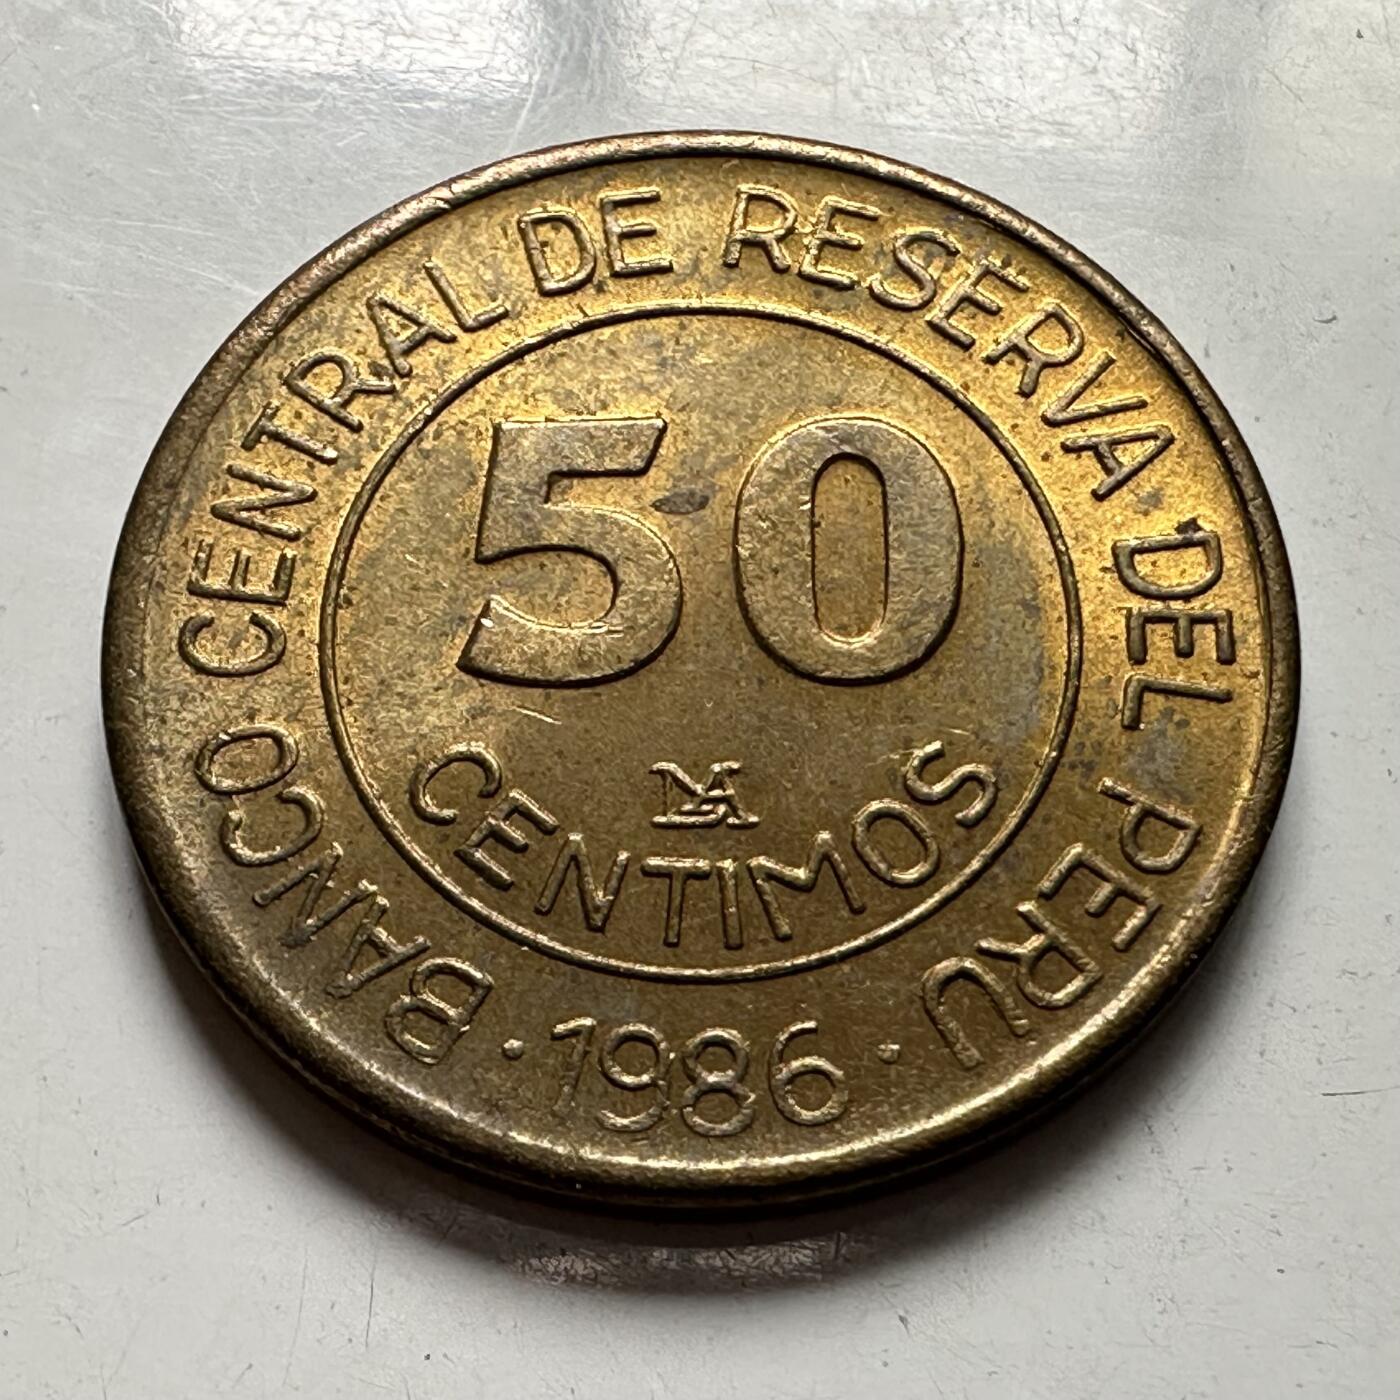 BANCO CENTRAL DE RESERVA DEL PERU
50
CENTIMOS
· 1986 ·